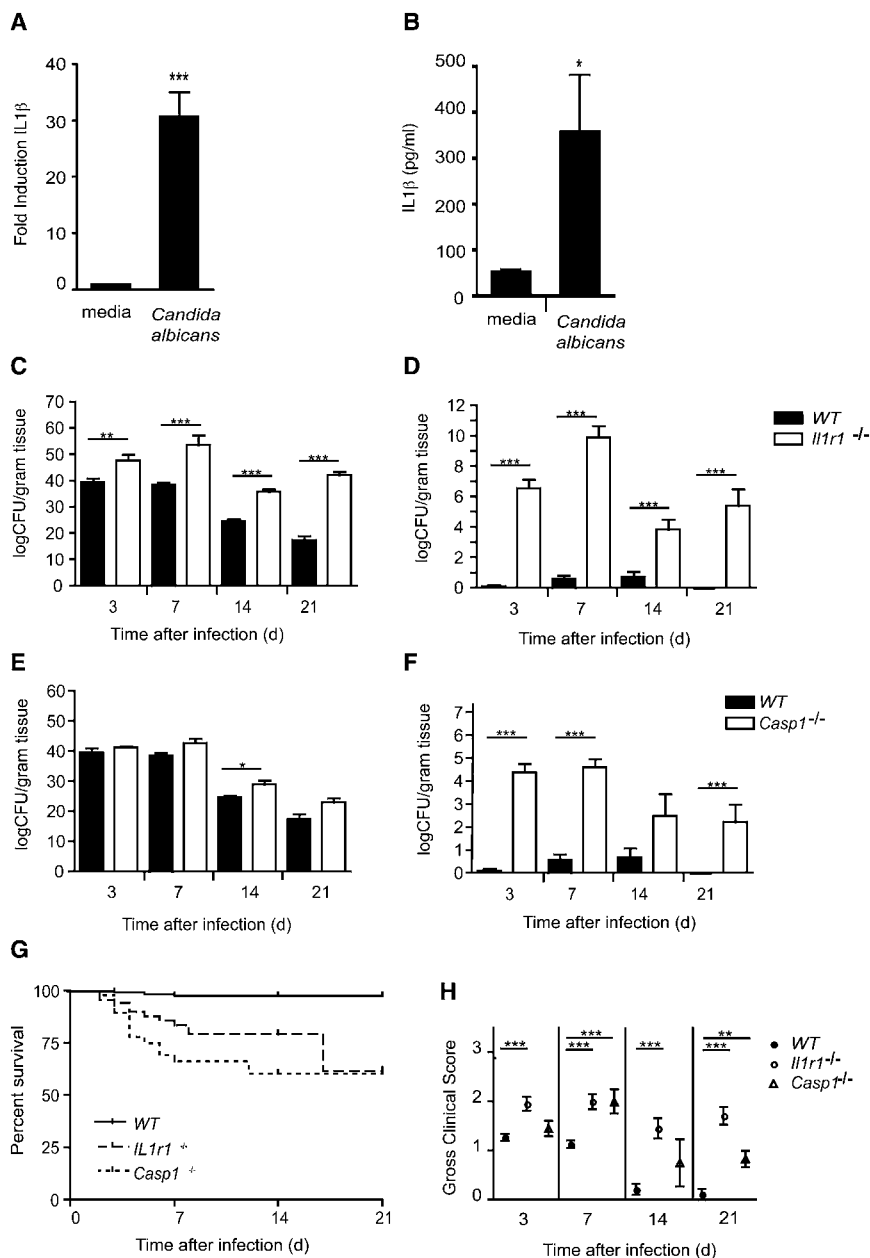 A
Fold Induction IL1β
40
30
20
10
0
***
media
Candida
albicans
B
IL1β (pg/ml)
500
400
300
200
100
0
*
media
Candida
albicans
C
logCFU/gram tissue
70
60
50
40
30
20
10
0
**
***
***
***
3 7 14 21
Time after infection (d)
D
logCFU/gram tissue
12
10
8
6
4
2
0
***
***
***
***
3 7 14 21
Time after infection (d)
WT
Il1r1 -/-
E
logCFU/gram tissue
60
50
40
30
20
10
0
*
3 7 14 21
Time after infection (d)
F
logCFU/gram tissue
7
6
5
4
3
2
1
0
***
***
***
3 7 14 21
Time after infection (d)
WT
Casp1-/-
G
Percent survival
100
75
50
25
0
WT
IL1r1 -/-
Casp1 -/-
0 7 14 21
Time after infection (d)
H
Gross Clinical Score
3
2
1
0
***
***
***
***
**
***
3 7 14 21
Time after infection (d)
WT
Il1r1-/-
Casp1-/-